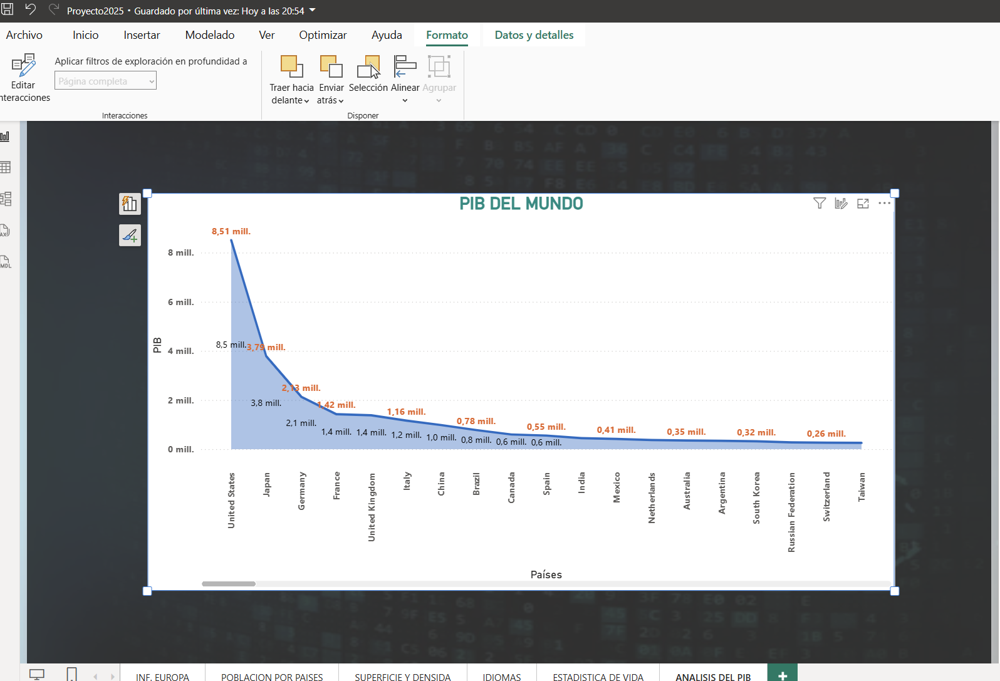 Proyecto2025 • Guardado por última vez: Hoy a las 20:54
Archivo Inicio Insertar Modelado Ver Optimizar Ayuda Formato Datos y detalles
Editar
nteracciones
Aplicar filtros de exploración en profundidad a
Página completa
Interacciones
Traer hacia
delante
Enviar
atrás
Selección
Alinear
Agrupar
Disponer
PIB DEL MUNDO
8,51 mill.
8 mill.
6 mill.
4 mill.
2 mill.
0 mill.
PIB
3,79 mill.
2,13 mill.
1,42 mill.
1,16 mill.
0,78 mill.
0,55 mill.
0,41 mill.
0,35 mill.
0,32 mill.
0,26 mill.
8,5 mill.
3,8 mill.
2,1 mill.
1,4 mill.
1,4 mill.
1,2 mill.
1,0 mill.
0,8 mill.
0,6 mill.
0,6 mill.
United States
Japan
Germany
France
United Kingdom
Italy
China
Brazil
Canada
Spain
India
Mexico
Netherlands
Australia
Argentina
South Korea
Russian Federation
Switzerland
Taiwan
Países
INF. EUROPA
POBLACION POR PAISES
SUPERFICIE Y DENSIDA
IDIOMAS
ESTADISTICA DE VIDA
ANALISIS DEL PIB